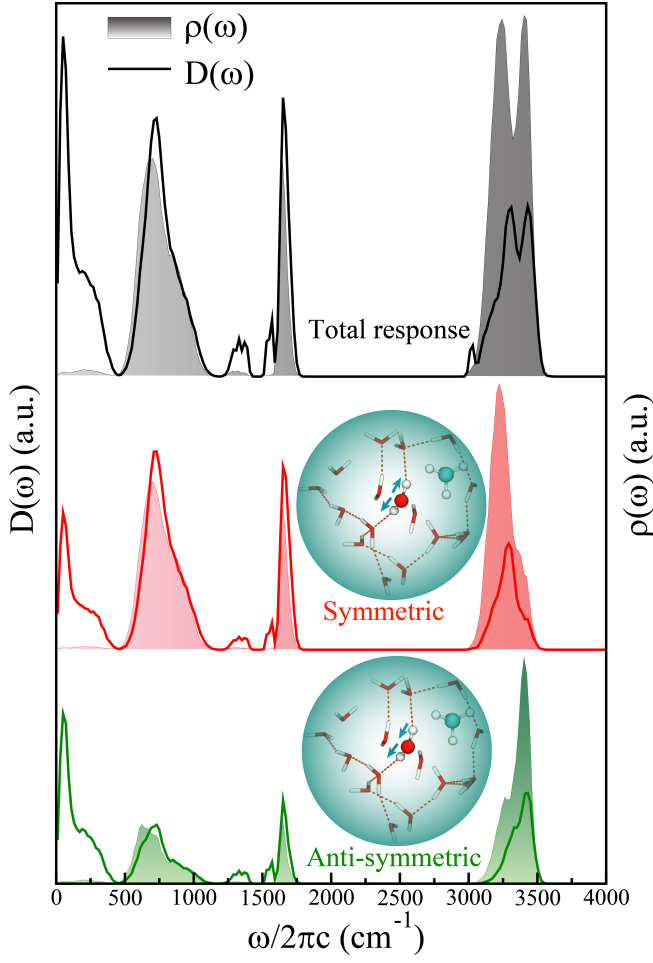 ρ(ω)
D(ω)
Total response
D(ω) (a.u.)
ρ(ω) (a.u.)
Symmetric
Anti-symmetric
0 500 1000 1500 2000 2500 3000 3500 4000
ω/2πc (cm⁻¹)